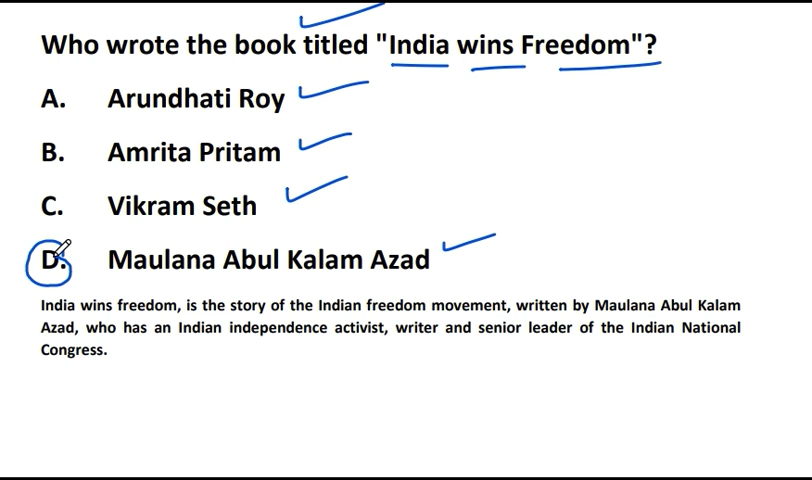 Who wrote the book titled "India wins Freedom"?
A. Arundhati Roy
B. Amrita Pritam
C. Vikram Seth
D. Maulana Abul Kalam Azad
India wins freedom, is the story of the Indian freedom movement, written by Maulana Abul Kalam
Azad, who has an Indian independence activist, writer and senior leader of the Indian National
Congress.